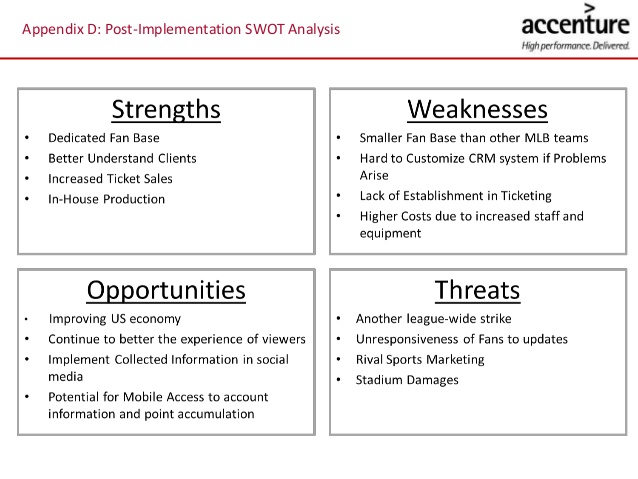 Appendix D: Post-Implementation SWOT Analysis
accenture
High performance. Delivered.
Strengths
• Dedicated Fan Base
• Better Understand Clients
• Increased Ticket Sales
• In-House Production
Weaknesses
• Smaller Fan Base than other MLB teams
• Hard to Customize CRM system if Problems
Arise
• Lack of Establishment in Ticketing
• Higher Costs due to increased staff and
equipment
Opportunities
• Improving US economy
• Continue to better the experience of viewers
• Implement Collected Information in social
media
• Potential for Mobile Access to account
information and point accumulation
Threats
• Another league-wide strike
• Unresponsiveness of Fans to updates
• Rival Sports Marketing
• Stadium Damages